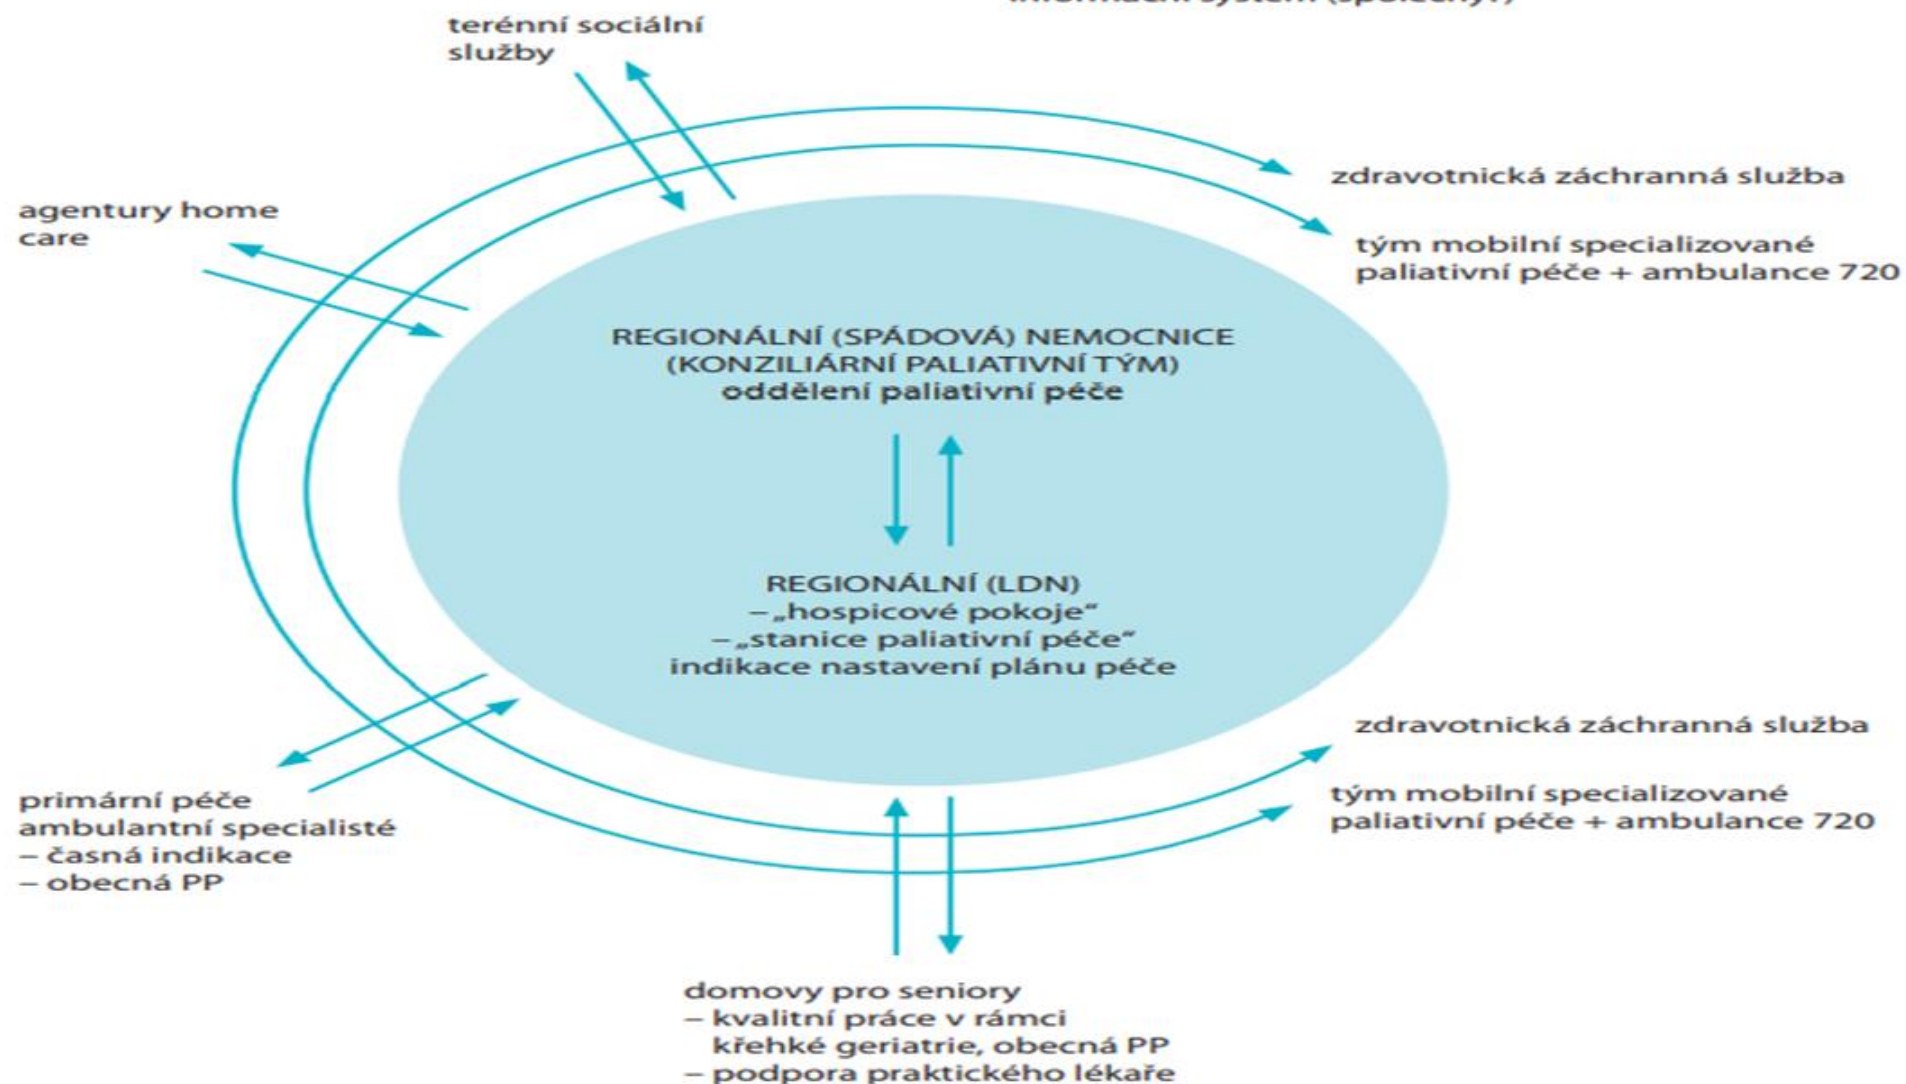 informační systém (společný?)
terénní sociální
služby
zdravotnická záchranná služba
agentury home
care
tým mobilní specializované
paliativní péče + ambulance 720
REGIONÁLNÍ (SPÁDOVÁ) NEMOCNICE
(KONZILIÁRNÍ PALIATIVNÍ TÝM)
oddělení paliativní péče
REGIONÁLNÍ (LDN)
– „hospicové pokoje“
– „stanice paliativní péče“
indikace nastavení plánu péče
zdravotnická záchranná služba
tým mobilní specializované
paliativní péče + ambulance 720
primární péče
ambulantní specialisté
– časná indikace
– obecná PP
domovy pro seniory
– kvalitní práce v rámci
křehké geriatrie, obecná PP
– podpora praktického lékaře